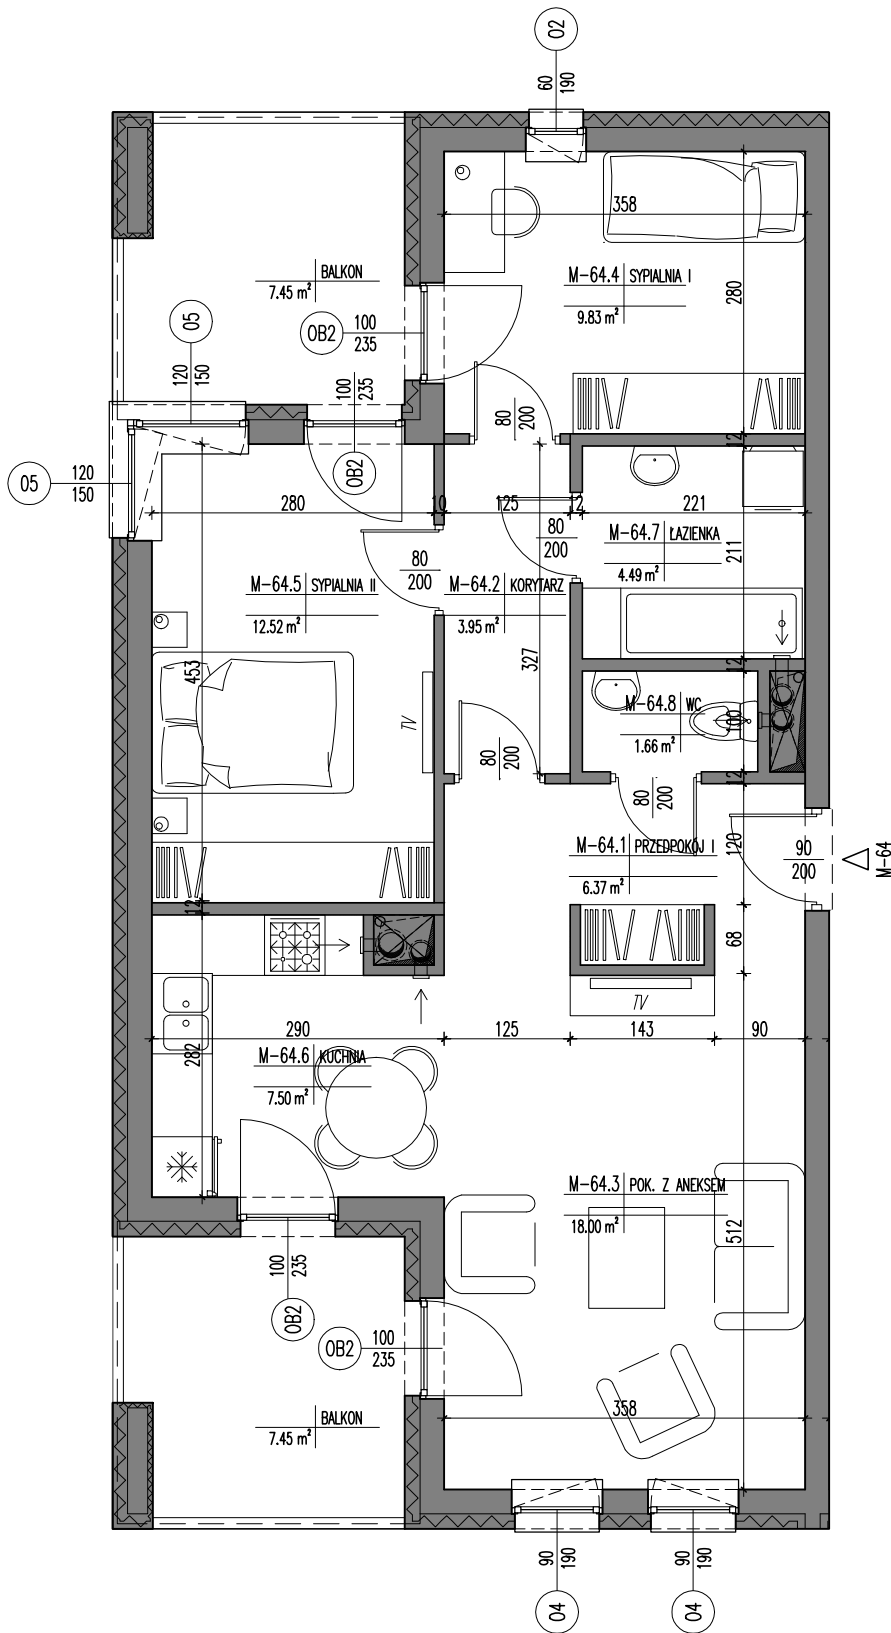 02
60
190
358
M-64.4 SYPIALNIA I
9.83 m²
280
BALKON
7.45 m²
05
120
150
OB2
100
235
100
235
OB2
80
200
12
05
120
150
280
10
125
12
221
80
200
M-64.7 ŁAZIENKA
4.49 m²
211
80
200
M-64.5 SYPIALNIA II
12.52 m²
M-64.2 KORYTARZ
3.95 m²
327
453
12
TV
M-64.8 WC
1.66 m²
100
80
200
12
80
200
M-64.1 PRZEDPOKÓJ I
6.37 m²
120
90
200
M-64
12
68
TV
290
125
143
90
282
M-64.6 KUCHNIA
7.50 m²
M-64.3 POK. Z ANEKSEM
18.00 m²
512
100
235
OB2
OB2
100
235
BALKON
7.45 m²
358
90
190
90
190
04
04